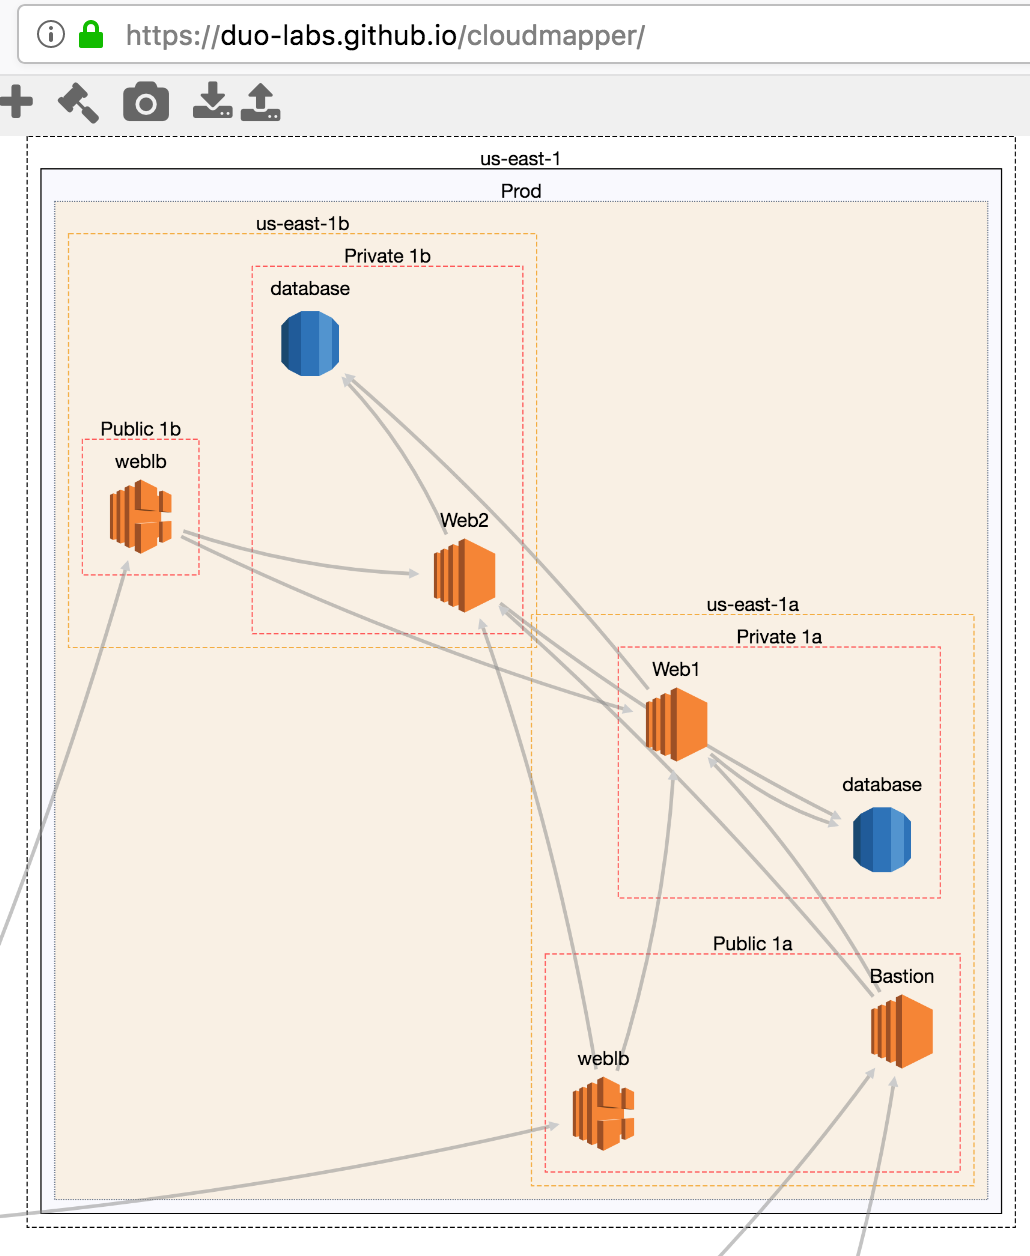 https://duo-labs.github.io/cloudmapper/
us-east-1
Prod
us-east-1b
Private 1b
database
Public 1b
weblb
Web2
us-east-1a
Private 1a
Web1
database
Public 1a
Bastion
weblb